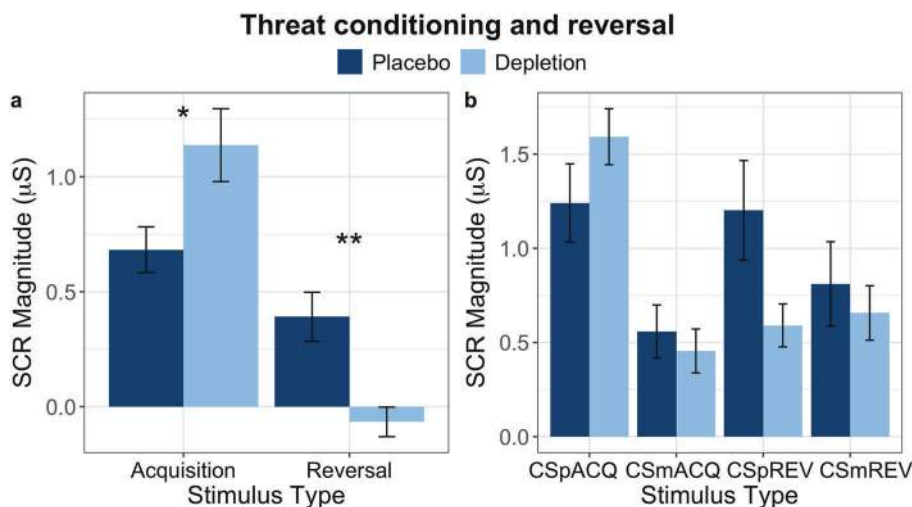 Threat conditioning and reversal
Placebo Depletion
a
*
**
1.0
0.5
0.0
SCR Magnitude (μS)
Acquisition Reversal
Stimulus Type
b
1.5
1.0
0.5
0.0
SCR Magnitude (μS)
CSpACQ CSmACQ CSpREV CSmREV
Stimulus Type